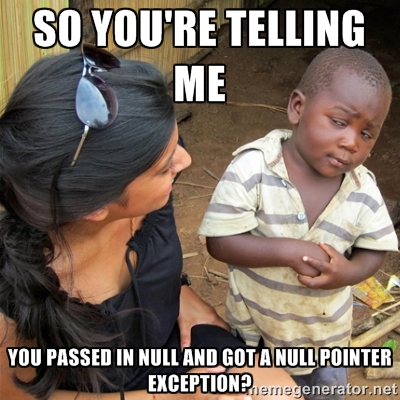 SO YOU'RE TELLING
ME
YOU PASSED IN NULL AND GOT A NULL POINTER
EXCEPTION?
memegenerator.net